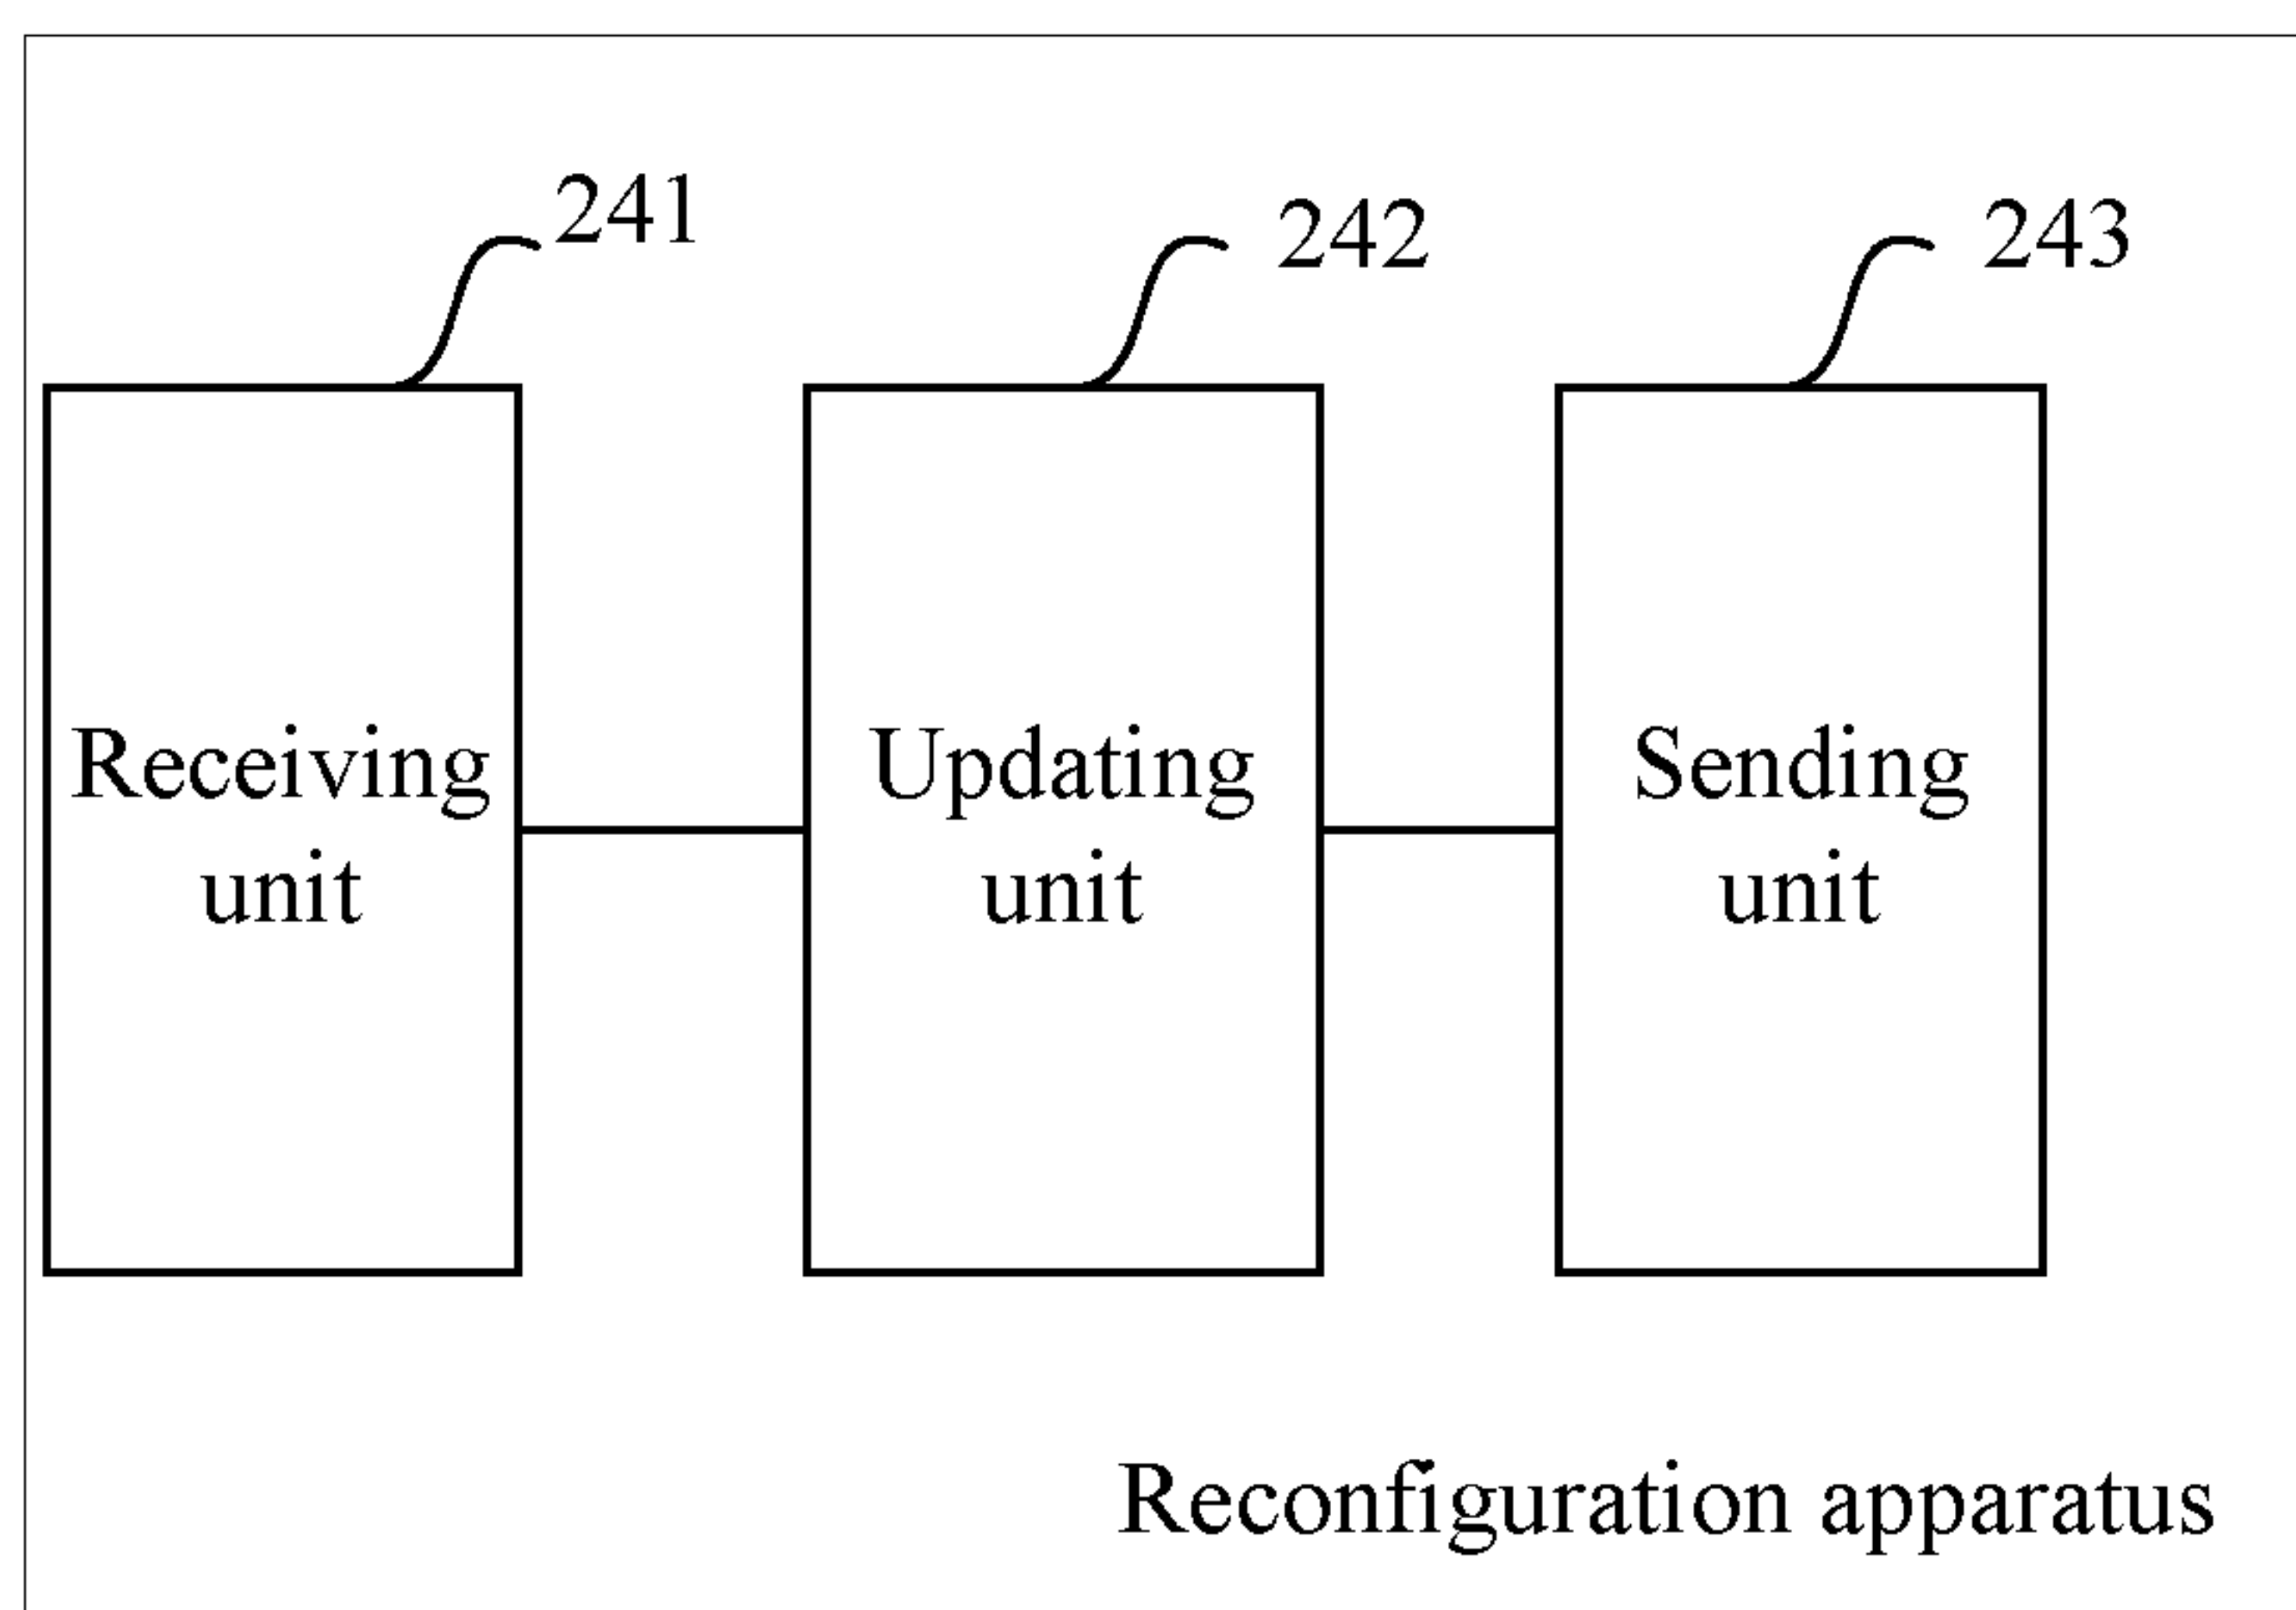 241
242
243
Receiving
unit
Updating
unit
Sending
unit
Reconfiguration apparatus